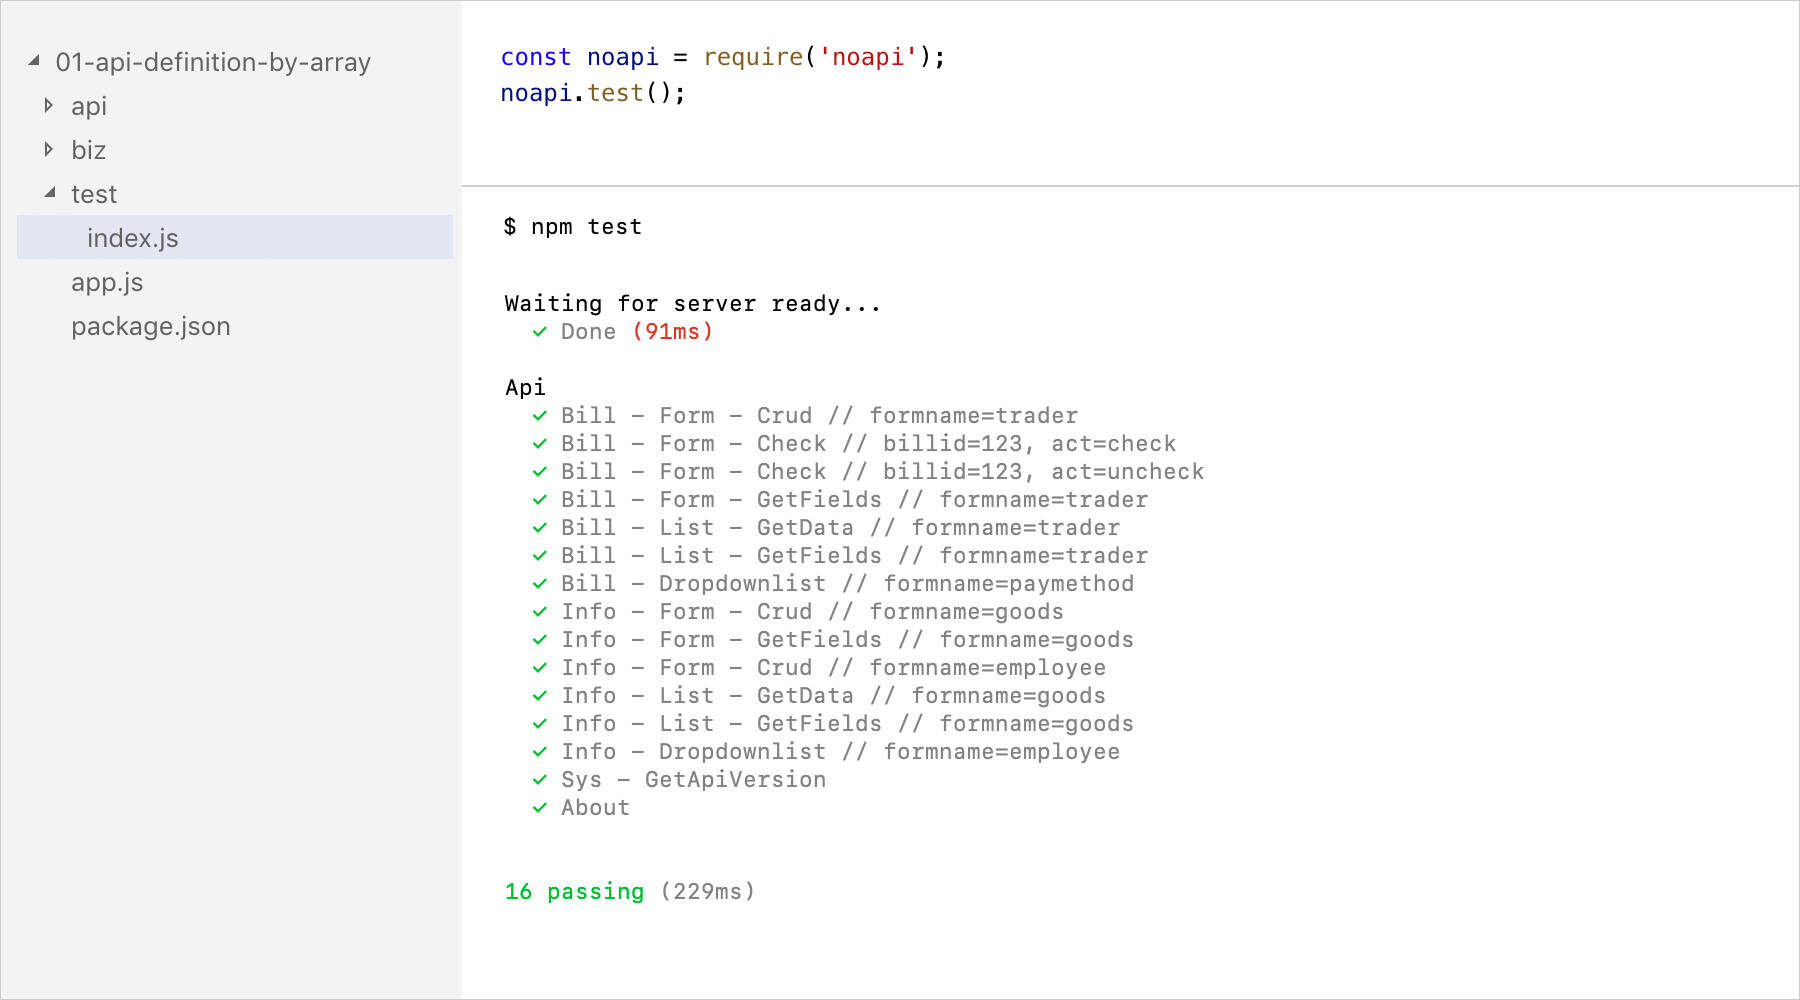 01-api-definition-by-array
api
biz
test
index.js
app.js
package.json
const noapi = require('noapi');
noapi.test();
$ npm test
Waiting for server ready...
✓ Done (91ms)
Api
✓ Bill – Form – Crud // formname=trader
✓ Bill – Form – Check // billid=123, act=check
✓ Bill – Form – Check // billid=123, act=uncheck
✓ Bill – Form – GetFields // formname=trader
✓ Bill – List – GetData // formname=trader
✓ Bill – List – GetFields // formname=trader
✓ Bill – Dropdownlist // formname=paymethod
✓ Info – Form – Crud // formname=goods
✓ Info – Form – GetFields // formname=goods
✓ Info – Form – Crud // formname=employee
✓ Info – List – GetData // formname=goods
✓ Info – List – GetFields // formname=goods
✓ Info – Dropdownlist // formname=employee
✓ Sys – GetApiVersion
✓ About
16 passing (229ms)